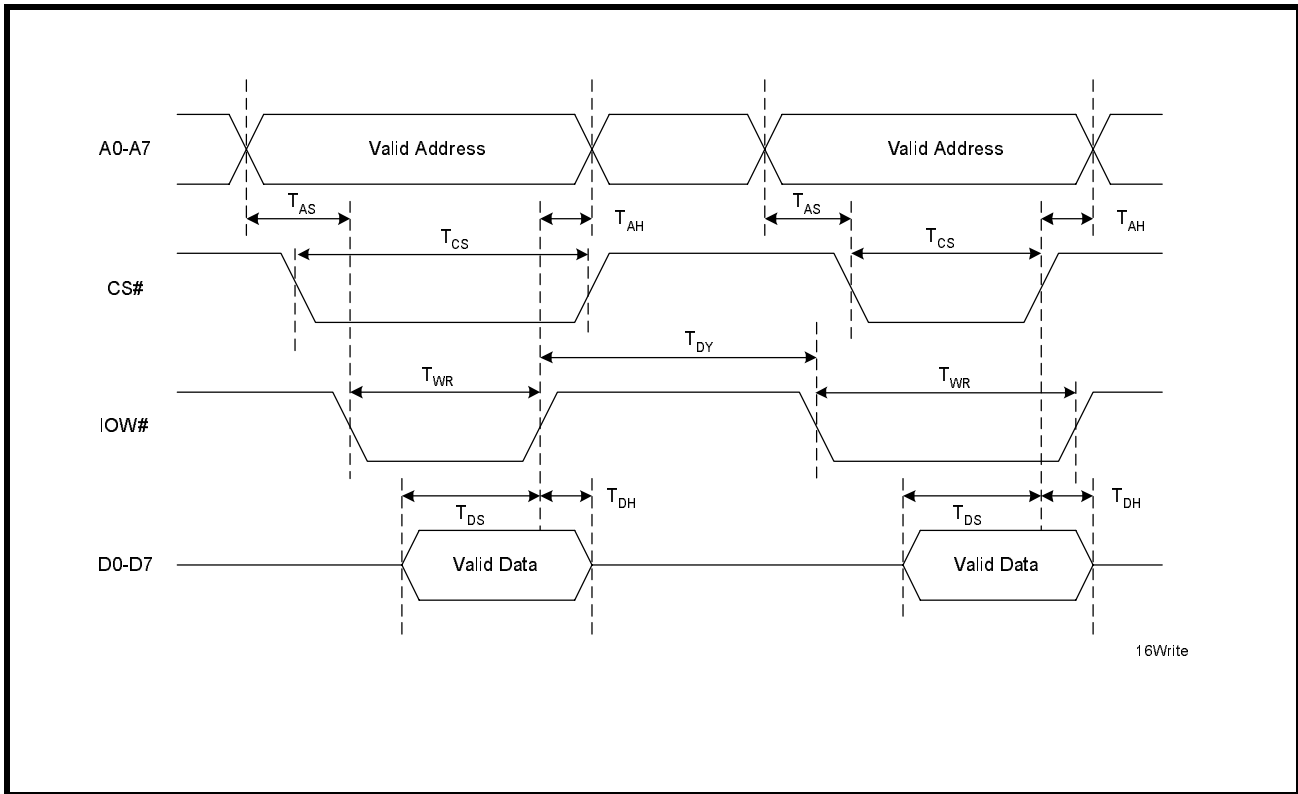 A0-A7
Valid Address
Valid Address
TAS
TAH
TAS
TAH
TCS
TCS
CS#
TDY
TWR
TWR
IOW#
TDS
TDH
TDS
TDH
D0-D7
Valid Data
Valid Data
16Write